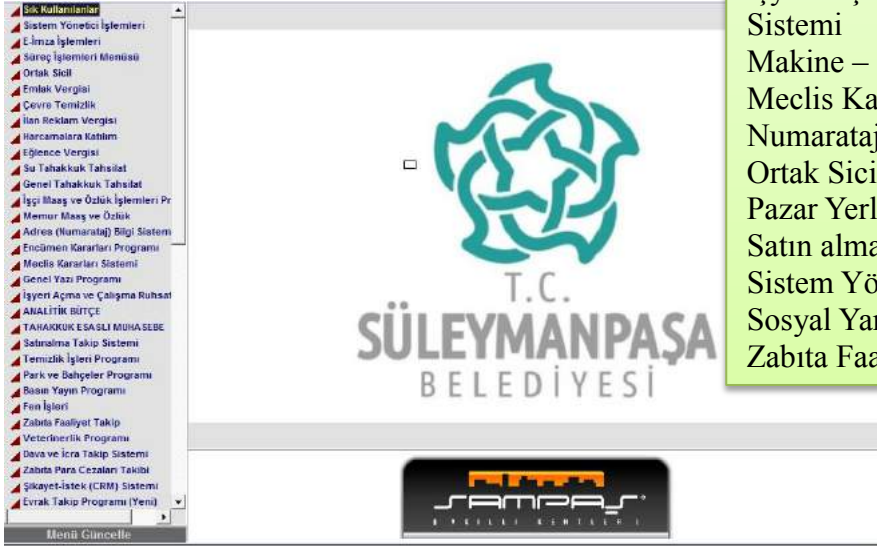 Sık Kullanılanlar
Sistem Yönetici İşlemleri
E-İmza İşlemleri
Süreç İşlemleri Menüsü
Ortak Sicil
Emlak Vergisi
Çevre Temizlik
İlan Reklam Vergisi
Harcamalara Katılım
Eğlence Vergisi
Su Tahakkuk Tahsilat
Genel Tahakkuk Tahsilat
İşçi Maaş ve Özlük İşlemleri Pr
Memur Maaş ve Özlük
Adres (Numarataj) Bilgi Sistem
Encümen Kararları Programı
Meclis Kararları Sistemi
Genel Yazı Programı
İşyeri Açma ve Çalışma Ruhsat
ANALİTİK BÜTÇE
TAHAKKUK ESASLI MUHASEBE
Satınalma Takip Sistemi
Temizlik İşleri Programı
Park ve Bahçeler Programı
Basın Yayın Programı
Fen İşleri
Zabıta Faaliyet Takip
Veterinerlik Programı
Dava ve İcra Takip Sistemi
Zabıta Para Cezaları Takibi
Şikayet-İstek (CRM) Sistemi
Evrak Takip Programı (Yeni)
Menü Güncelle
T.C.
SÜLEYMANPAŞA
BELEDİYESİ
SAMPAŞ
AKILLI KENTLER
Sistemi
Makine –
Meclis Ka
Numarataj
Ortak Sici
Pazar Yerl
Satın alma
Sistem Yö
Sosyal Yar
Zabıta Faa